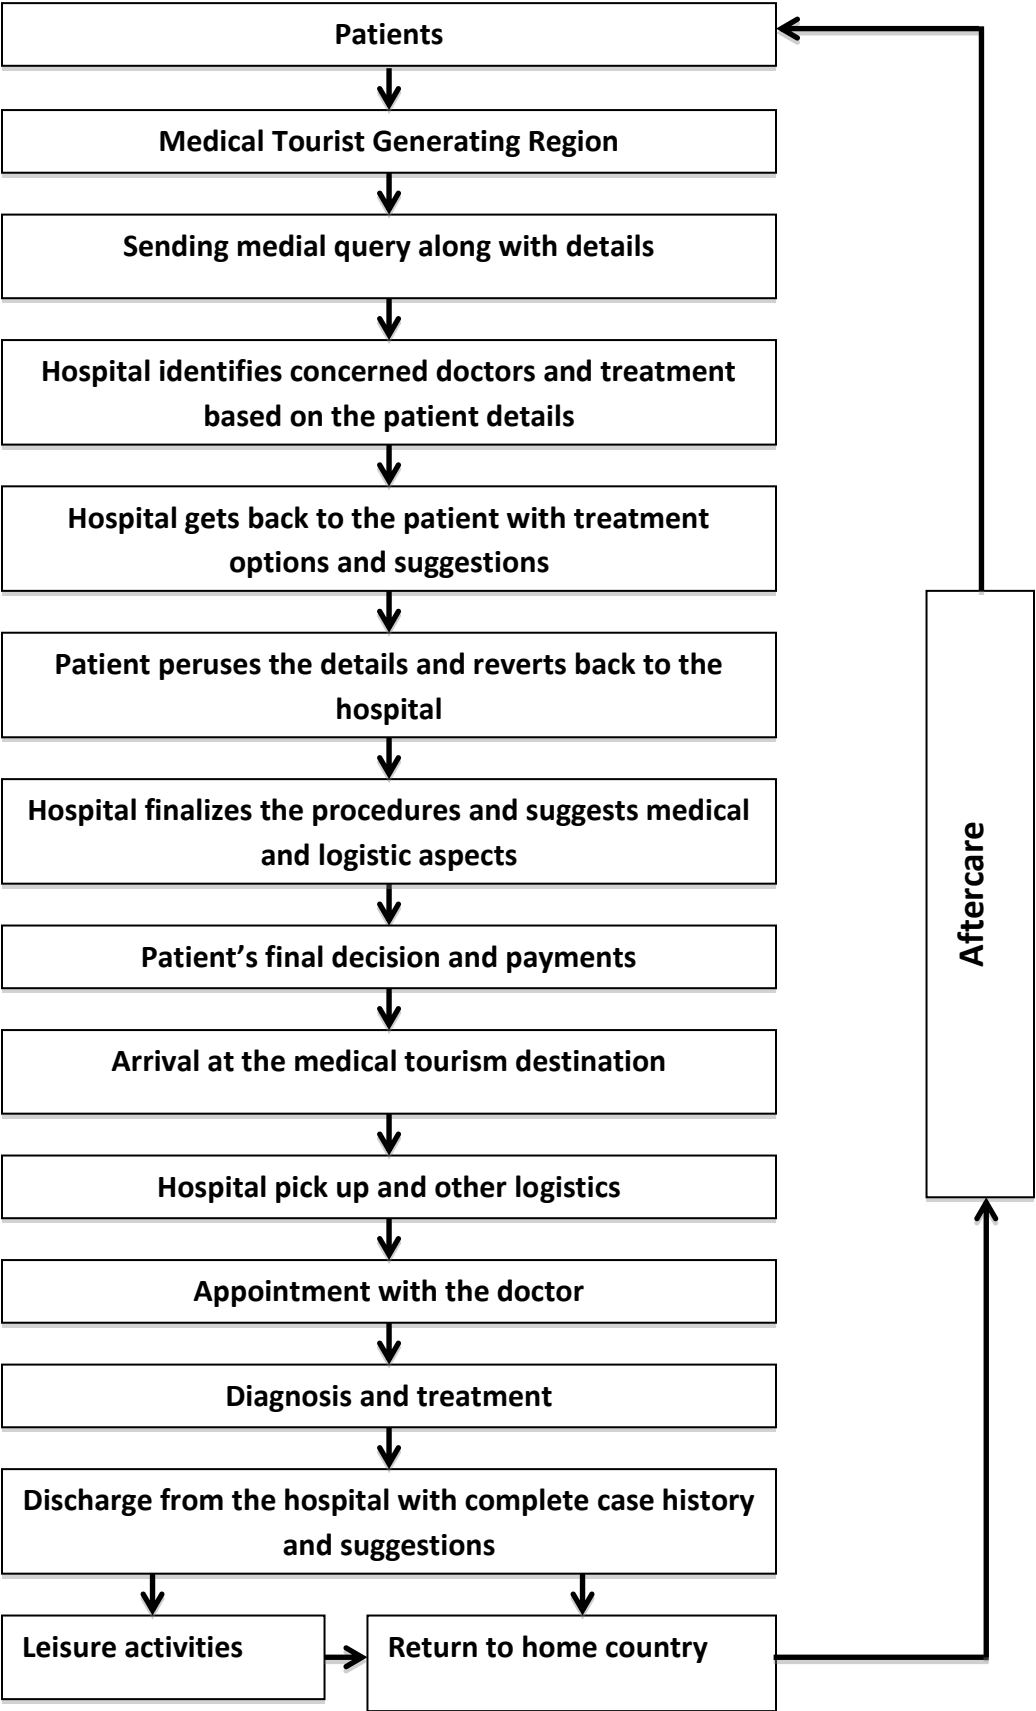 Patients
Medical Tourist Generating Region
Sending medial query along with details
Hospital identifies concerned doctors and treatment
based on the patient details
Hospital gets back to the patient with treatment
options and suggestions
Patient peruses the details and reverts back to the
hospital
Hospital finalizes the procedures and suggests medical
and logistic aspects
Patient’s final decision and payments
Arrival at the medical tourism destination
Hospital pick up and other logistics
Appointment with the doctor
Diagnosis and treatment
Discharge from the hospital with complete case history
and suggestions
Leisure activities
Return to home country
Aftercare